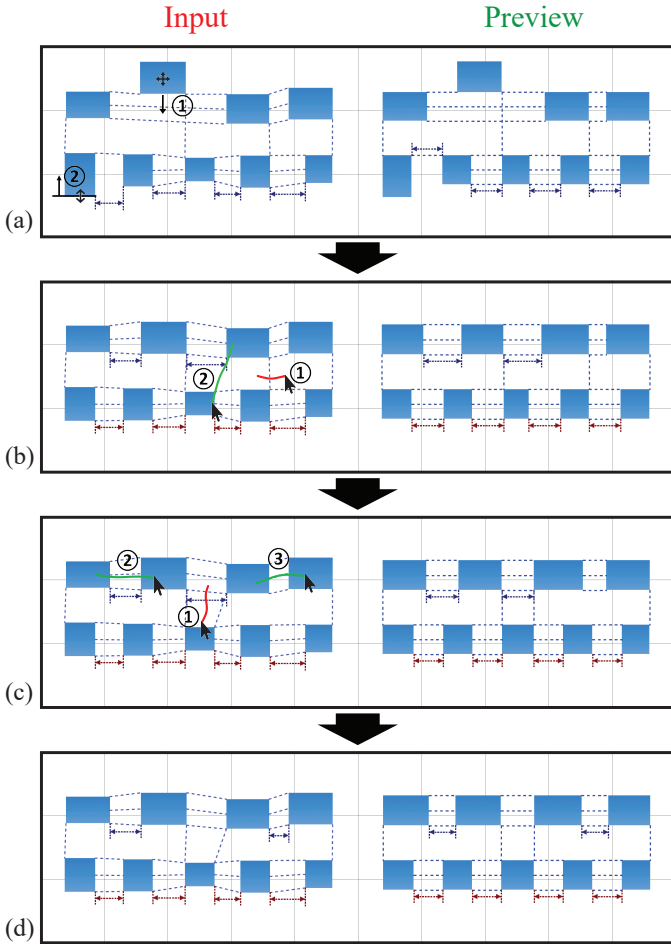 Input Preview
①
②
(a)
①
②
(b)
② ③
①
(c)
(d)